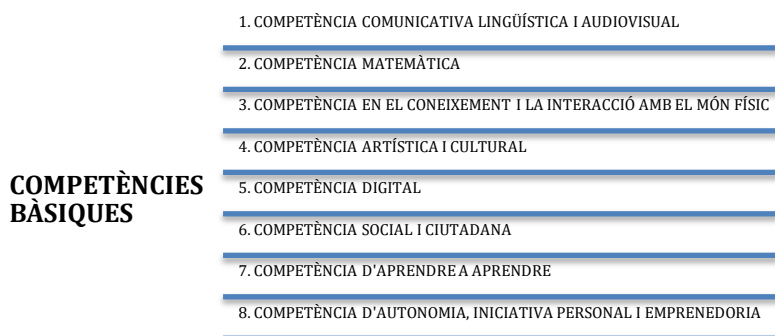 COMPETÈNCIES
BÀSIQUES
1. COMPETÈNCIA COMUNICATIVA LINGÜÍSTICA I AUDIOVISUAL
2. COMPETÈNCIA MATEMÀTICA
3. COMPETÈNCIA EN EL CONEIXEMENT I LA INTERACCIÓ AMB EL MÓN FÍSIC
4. COMPETÈNCIA ARTÍSTICA I CULTURAL
5. COMPETÈNCIA DIGITAL
6. COMPETÈNCIA SOCIAL I CIUTADANA
7. COMPETÈNCIA D'APRENDRE A APRENDRE
8. COMPETÈNCIA D'AUTONOMIA, INICIATIVA PERSONAL I EMPRENEDORIA